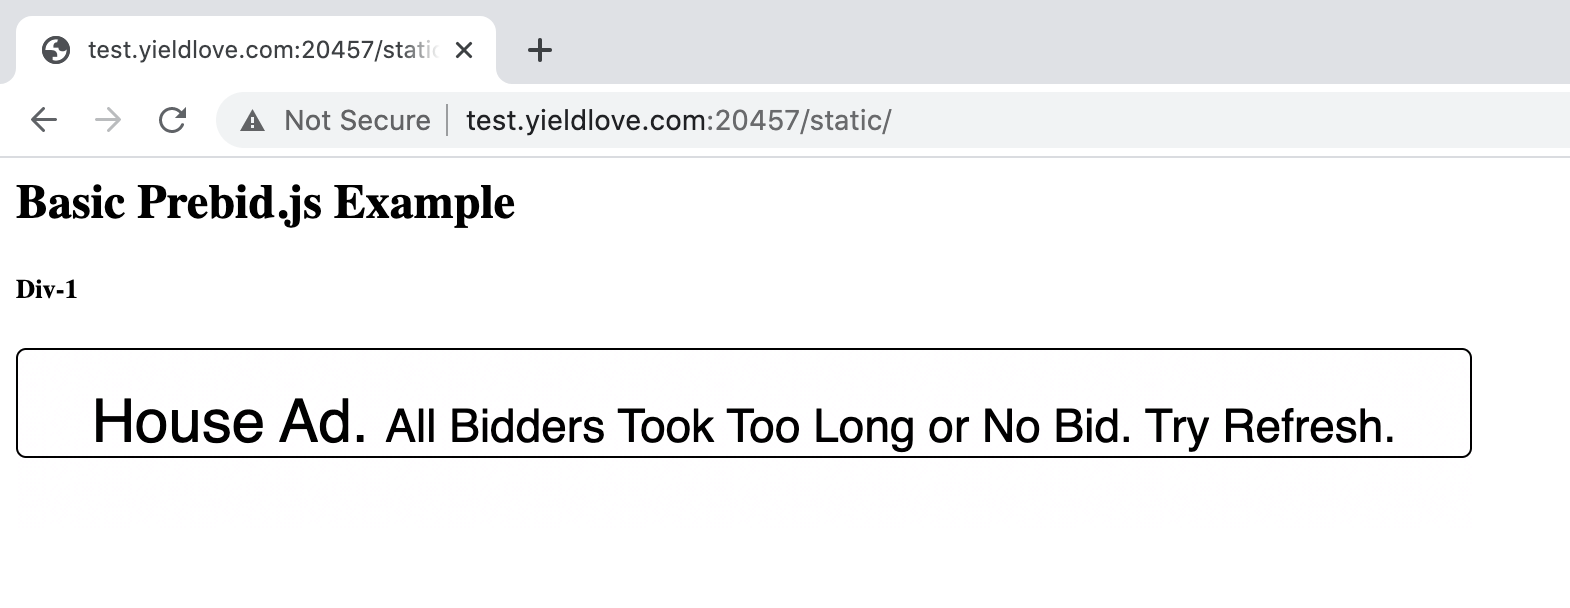 test.yieldlove.com:20457/static
Not Secure test.yieldlove.com:20457/static/
Basic Prebid.js Example
Div-1
House Ad. All Bidders Took Too Long or No Bid. Try Refresh.